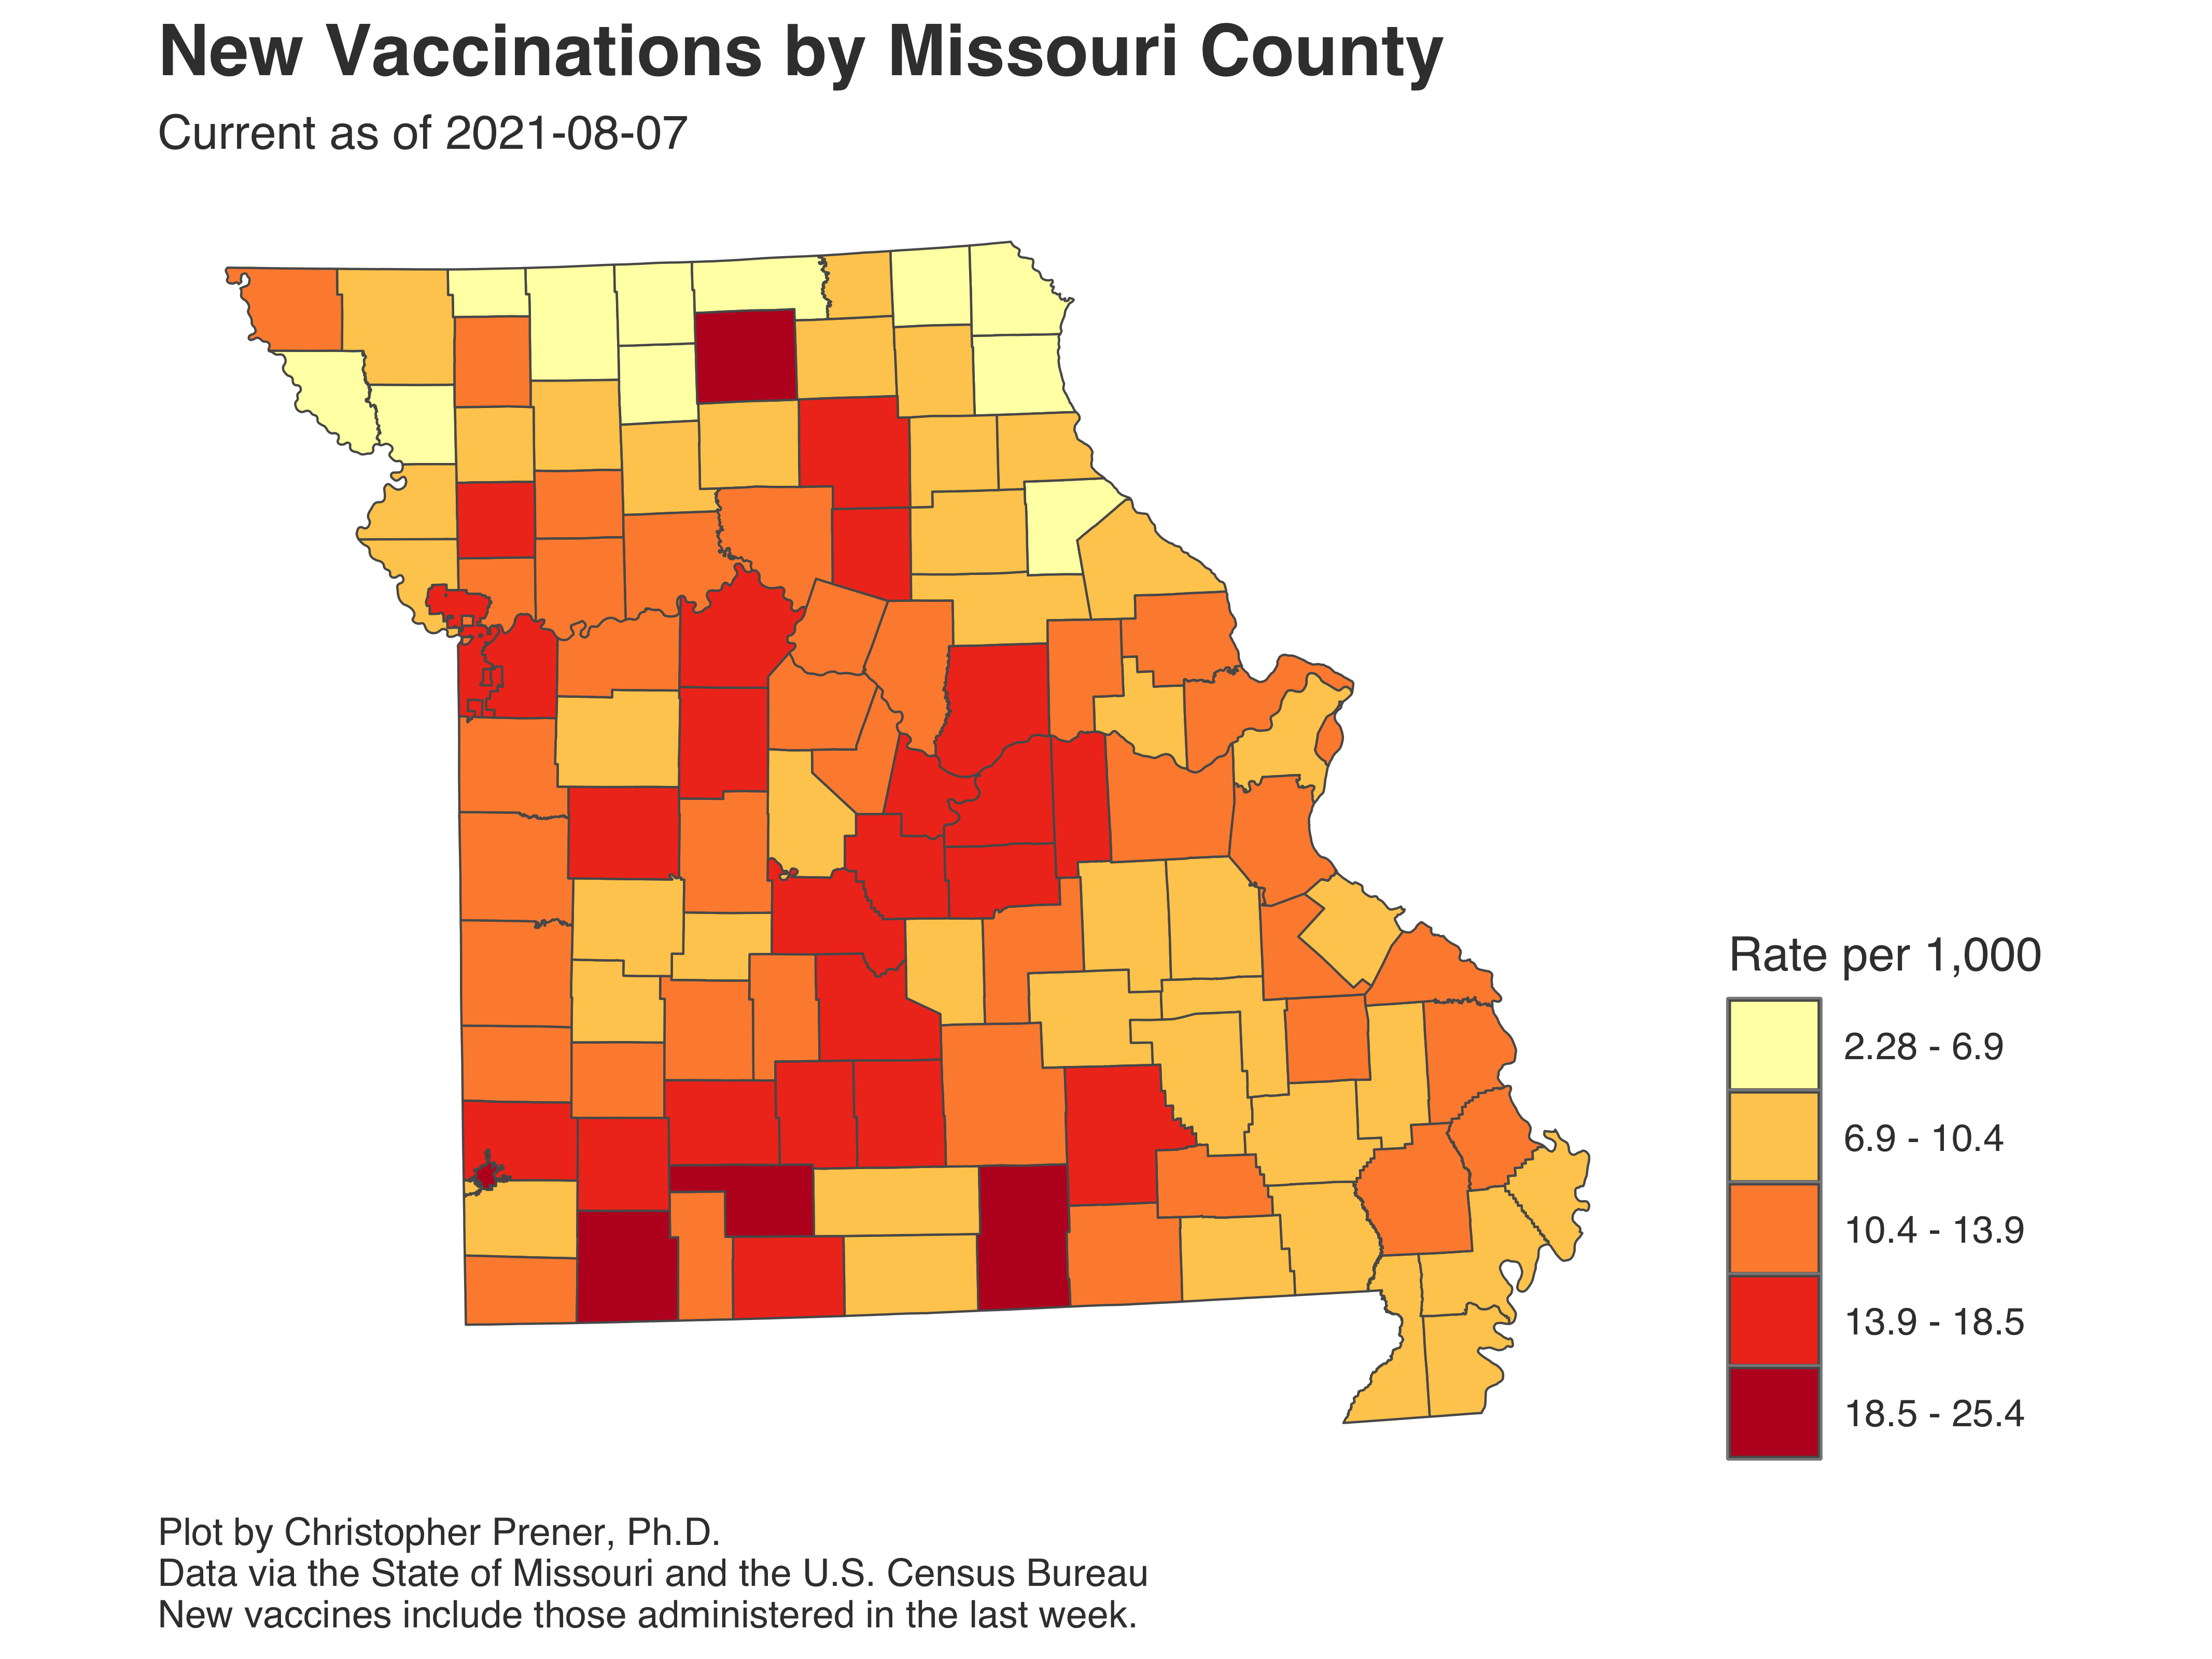 New Vaccinations by Missouri County
Current as of 2021-08-07
Rate per 1,000
2.28 - 6.9
6.9 - 10.4
10.4 - 13.9
13.9 - 18.5
18.5 - 25.4
Plot by Christopher Prener, Ph.D.
Data via the State of Missouri and the U.S. Census Bureau
New vaccines include those administered in the last week.